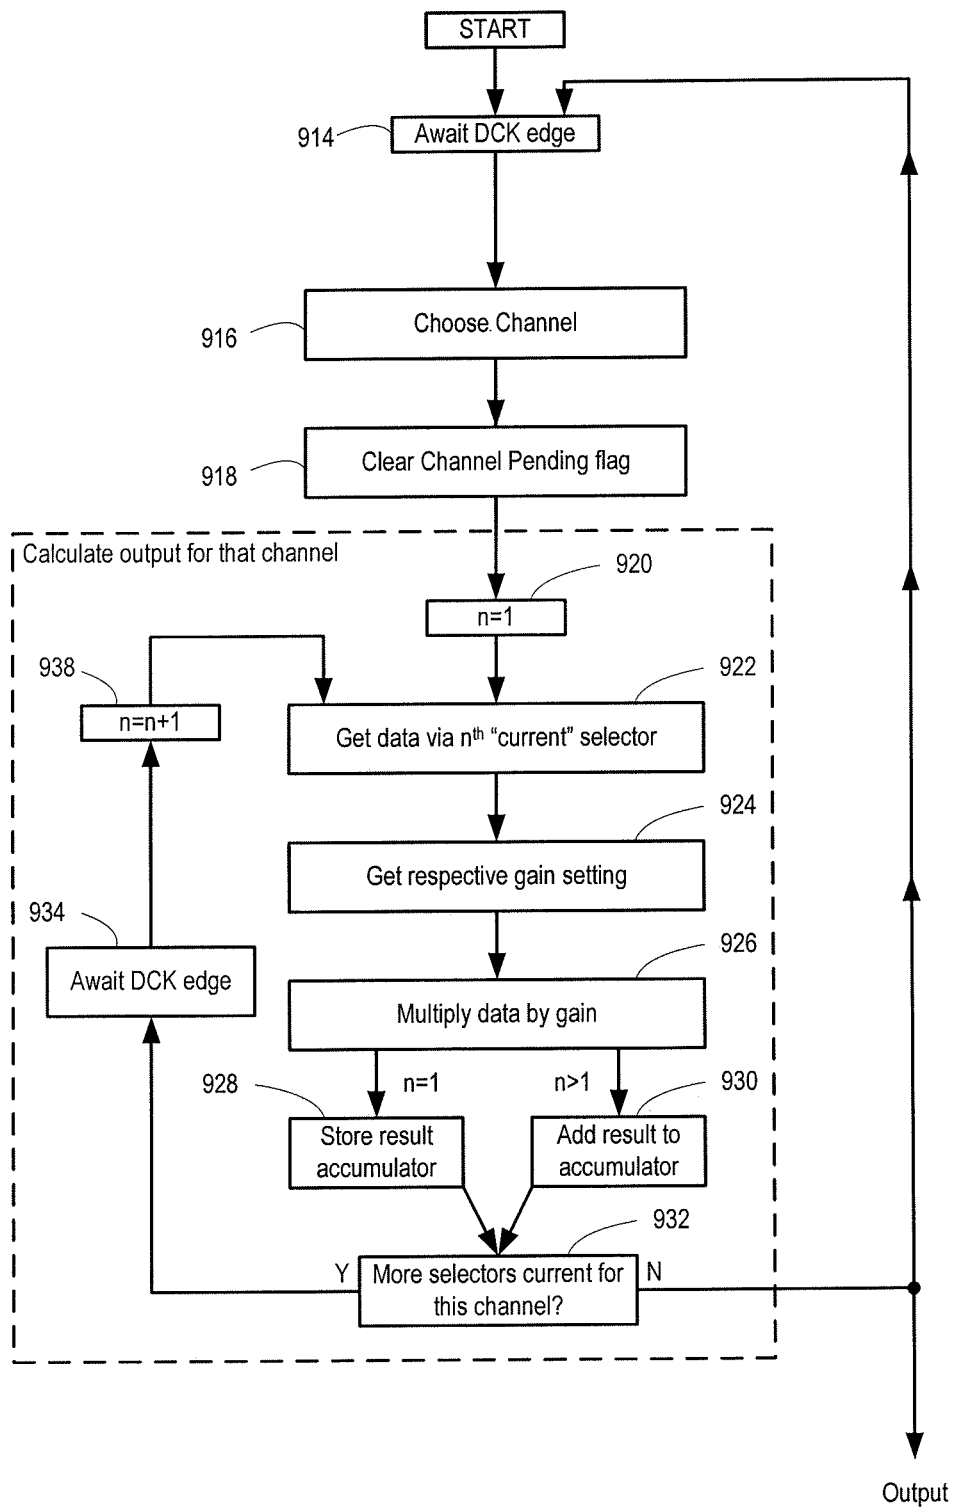 START
914
Await DCK edge
916
Choose Channel
918
Clear Channel Pending flag
Calculate output for that channel
920
n=1
938
n=n+1
922
Get data via nth “current” selector
924
Get respective gain setting
934
Await DCK edge
926
Multiply data by gain
928
n=1
n>1
930
Store result
accumulator
Add result to
accumulator
932
Y
More selectors current for
this channel?
N
Output